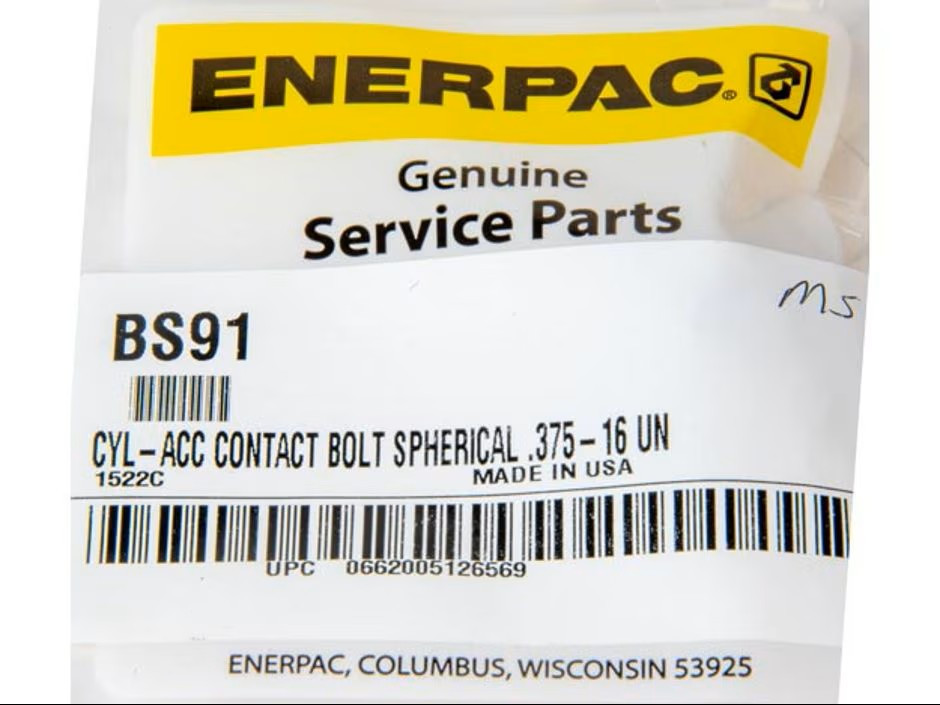 ENERPAC®
Genuine
Service Parts
ms
BS91
CYL-ACC CONTACT BOLT SPHERICAL .375-16 UN
1522C MADE IN USA
UPC 0662005126569
ENERPAC, COLUMBUS, WISCONSIN 53925